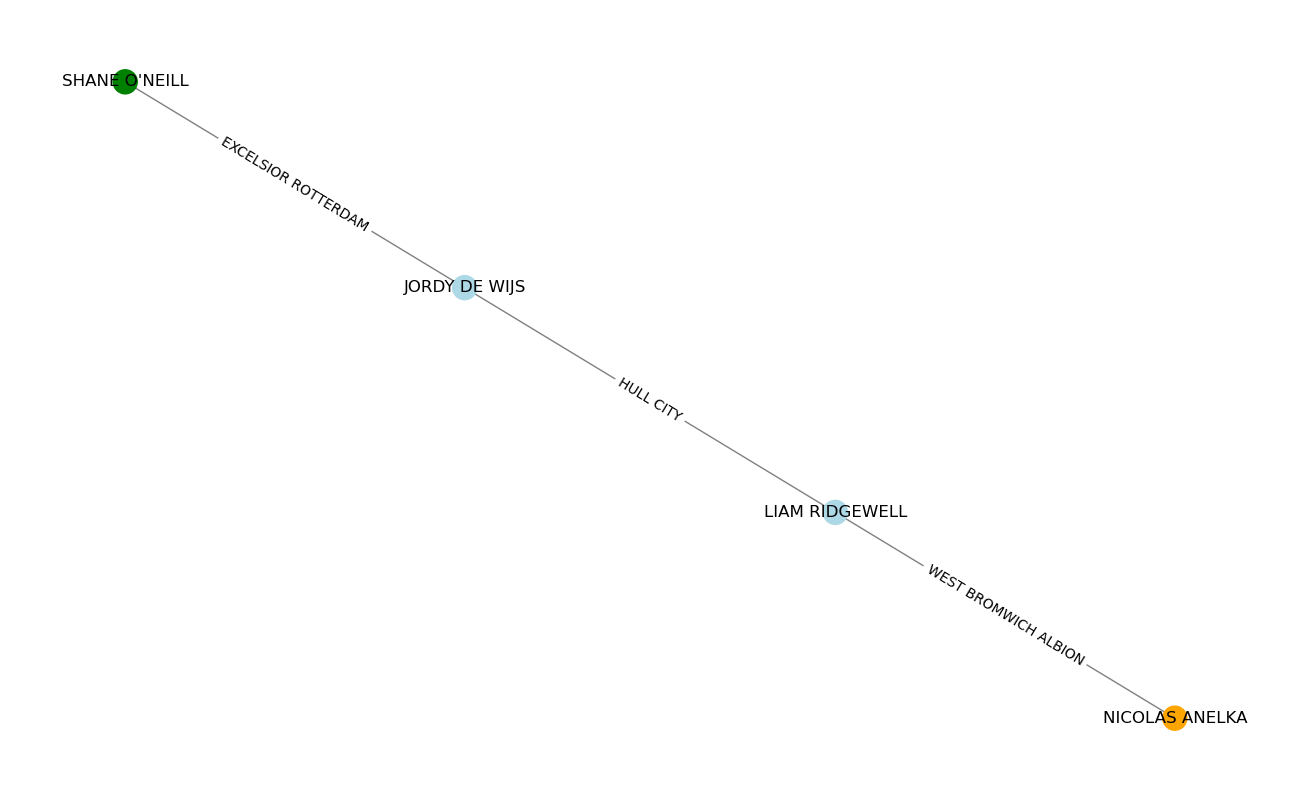 SHANE O'NEILL
EXCELSIOR ROTTERDAM
JORDY DE WIJS
HULL CITY
LIAM RIDGEWELL
WEST BROMWICH ALBION
NICOLAS ANELKA